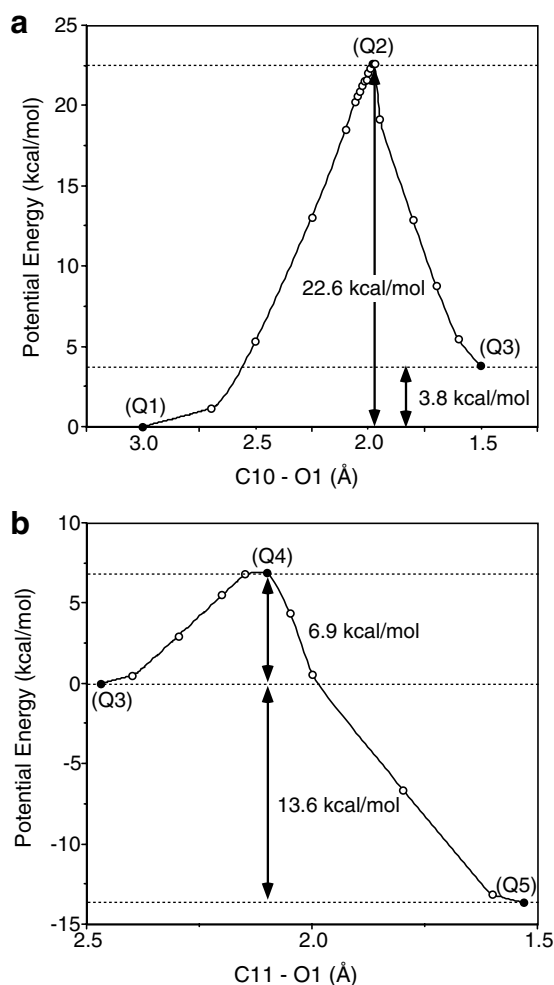 a
25
20
15
10
5
0
Potential Energy (kcal/mol)
(Q2)
22.6 kcal/mol
(Q3)
3.8 kcal/mol
(Q1)
3.0
2.5
2.0
1.5
C10 - O1 (Å)
b
10
5
0
-5
-10
-15
Potential Energy (kcal/mol)
(Q4)
6.9 kcal/mol
(Q3)
13.6 kcal/mol
(Q5)
2.5
2.0
1.5
C11 - O1 (Å)